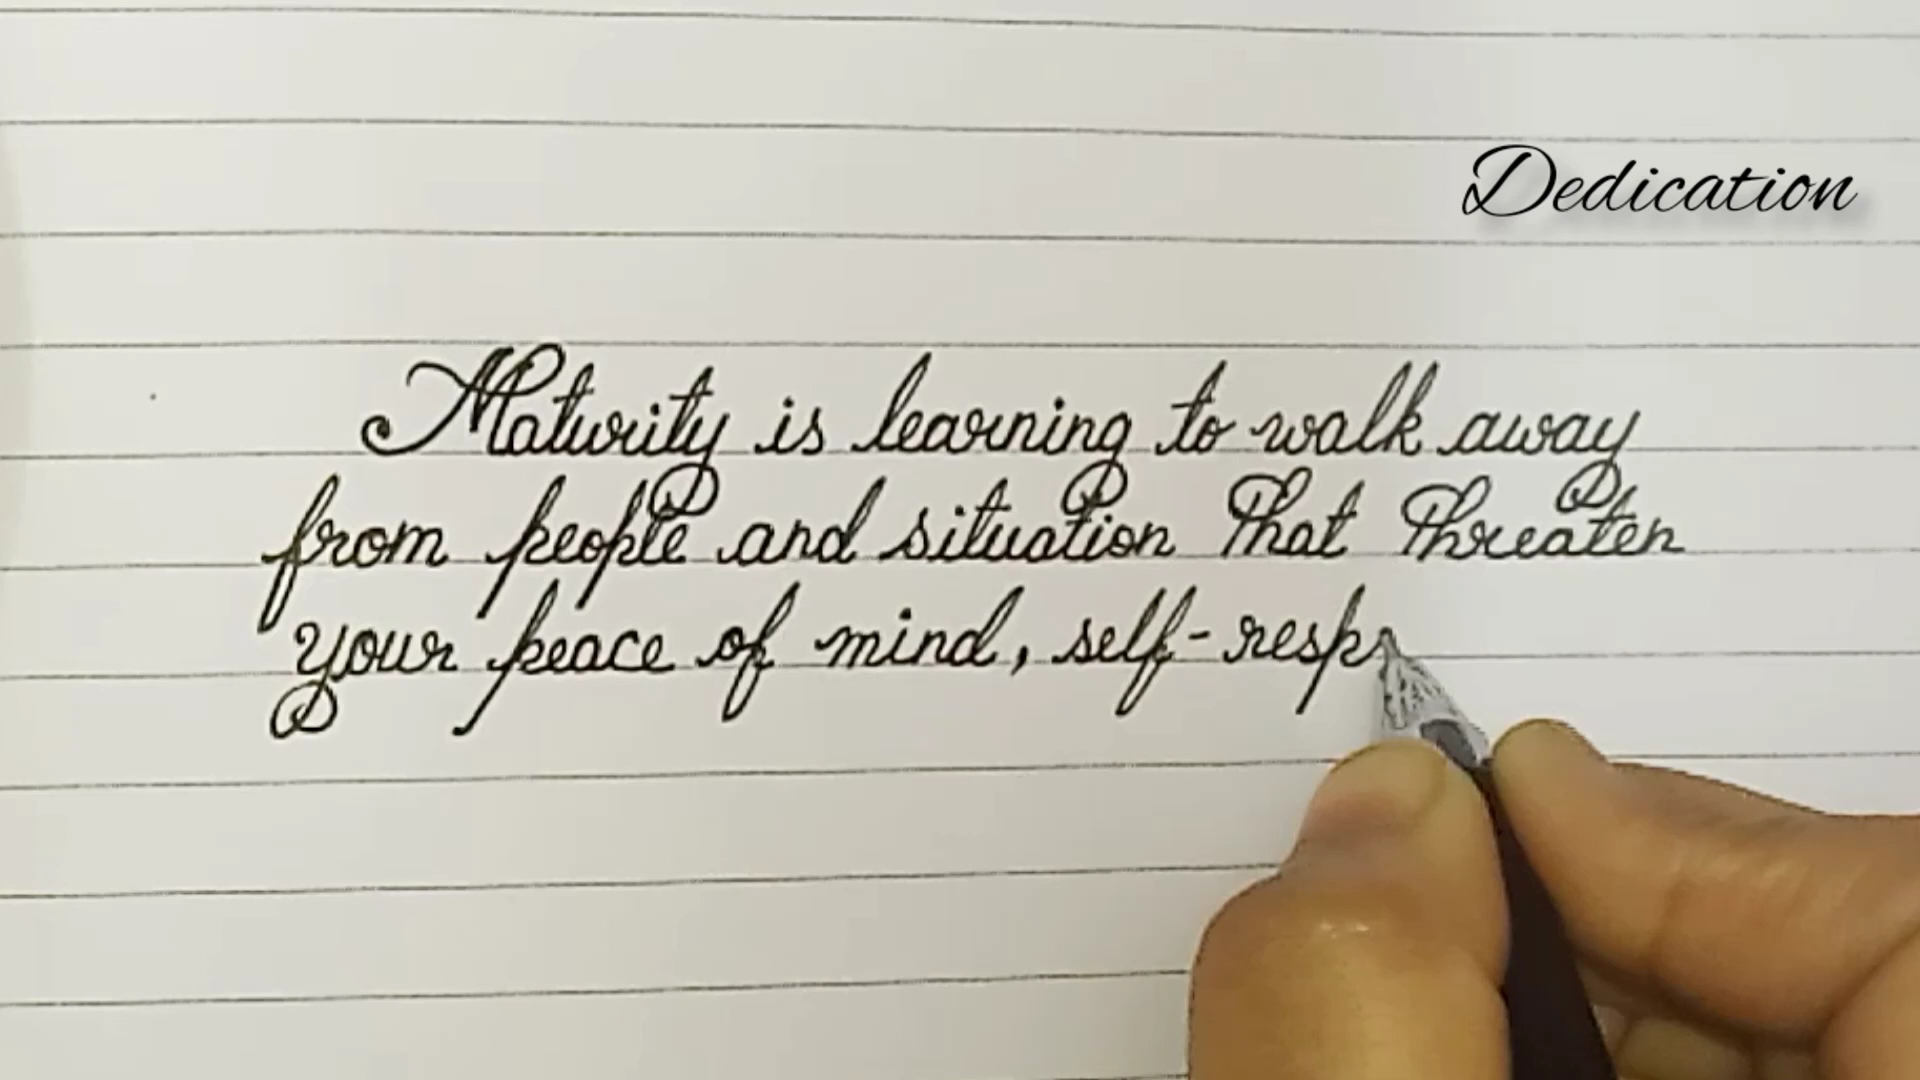 Dedication
Maturity is learning to walk away
from people and situation that threaten
your peace of mind, self-resp